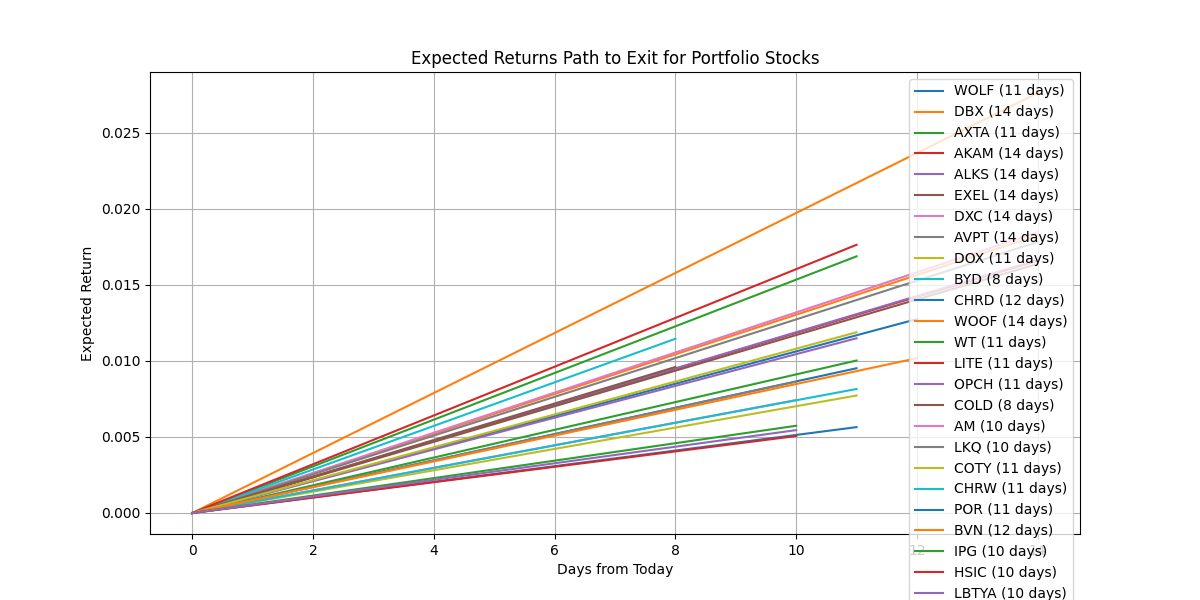 Expected Returns Path to Exit for Portfolio Stocks
Expected Return
0.025
0.020
0.015
0.010
0.005
0.000
0
2
4
6
8
10
12
Days from Today
WOLF (11 days)
DBX (14 days)
AXTA (11 days)
AKAM (14 days)
ALKS (14 days)
EXEL (14 days)
DXC (14 days)
AVPT (14 days)
DOX (11 days)
BYD (8 days)
CHRD (12 days)
WOOF (14 days)
WT (11 days)
LITE (11 days)
OPCH (11 days)
COLD (8 days)
AM (10 days)
LKQ (10 days)
COTY (11 days)
CHRW (11 days)
POR (11 days)
BVN (12 days)
IPG (10 days)
HSIC (10 days)
LBTYA (10 days)